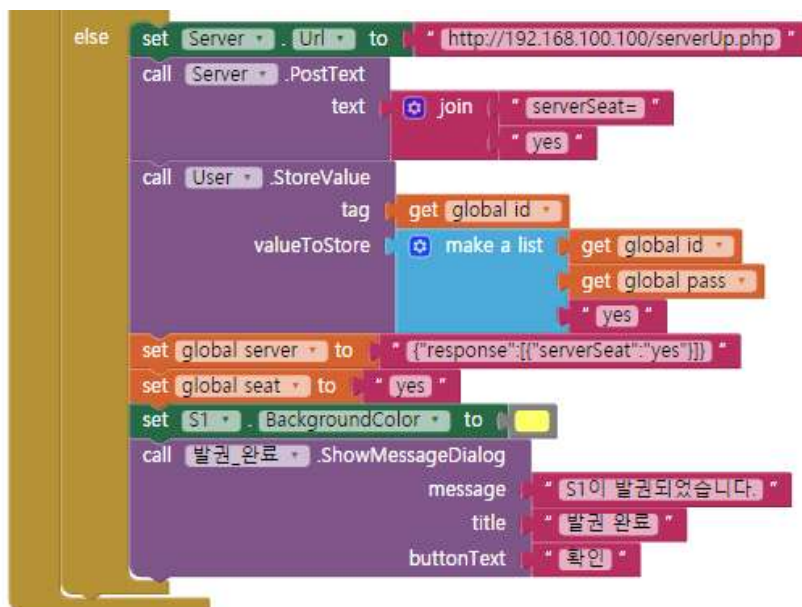 else set Server . Url to " http://192.168.100.100/serverUp.php "
call Server .PostText
text join " serverSeat= "
" yes "
call User .StoreValue
tag get global id
valueToStore make a list get global id
get global pass
" yes "
set global server to " {"response":[{"serverSeat":"yes"}]} "
set global seat to " yes "
set S1 . BackgroundColor to
call 발권_완료 .ShowMessageDialog
message " S1이 발권되었습니다. "
title " 발권 완료 "
buttonText " 확인 "